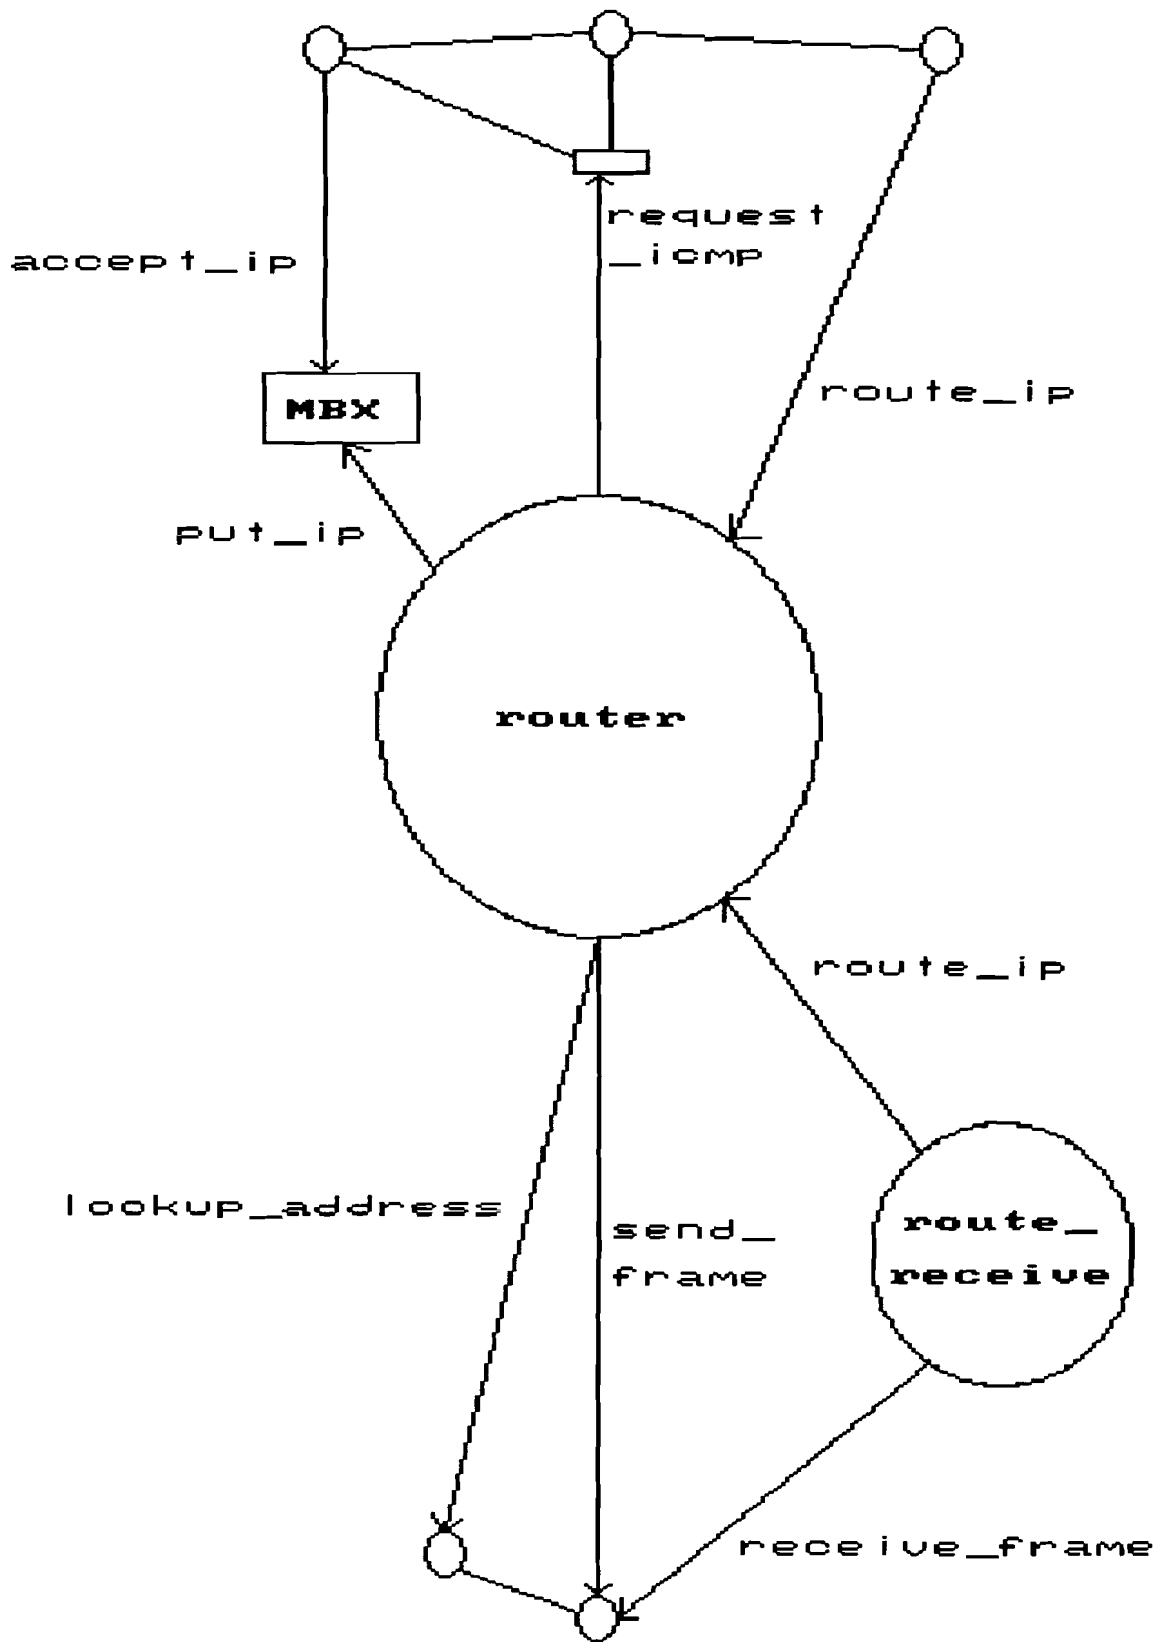 request
_icmp
accept_ip
route_ip
MBX
put_ip
router
route_ip
lookup_address
send_
frame
route_
receive
receive_frame